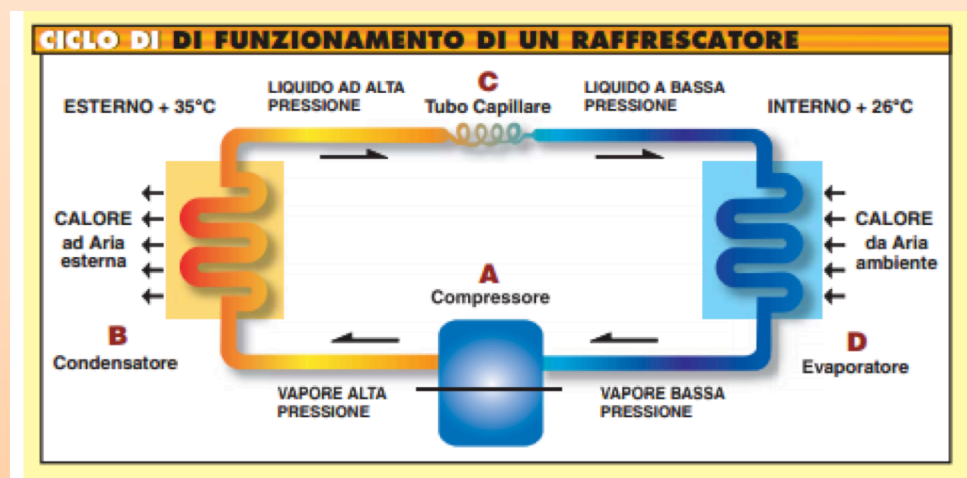 CICLO DI DI FUNZIONAMENTO DI UN RAFFRESCATORE
ESTERNO + 35°C
LIQUIDO AD ALTA
PRESSIONE
C
Tubo Capillare
LIQUIDO A BASSA
PRESSIONE
INTERNO + 26°C
CALORE
ad Aria
esterna
CALORE
da Aria
ambiente
A
Compressore
B
Condensatore
D
Evaporatore
VAPORE ALTA
PRESSIONE
VAPORE BASSA
PRESSIONE